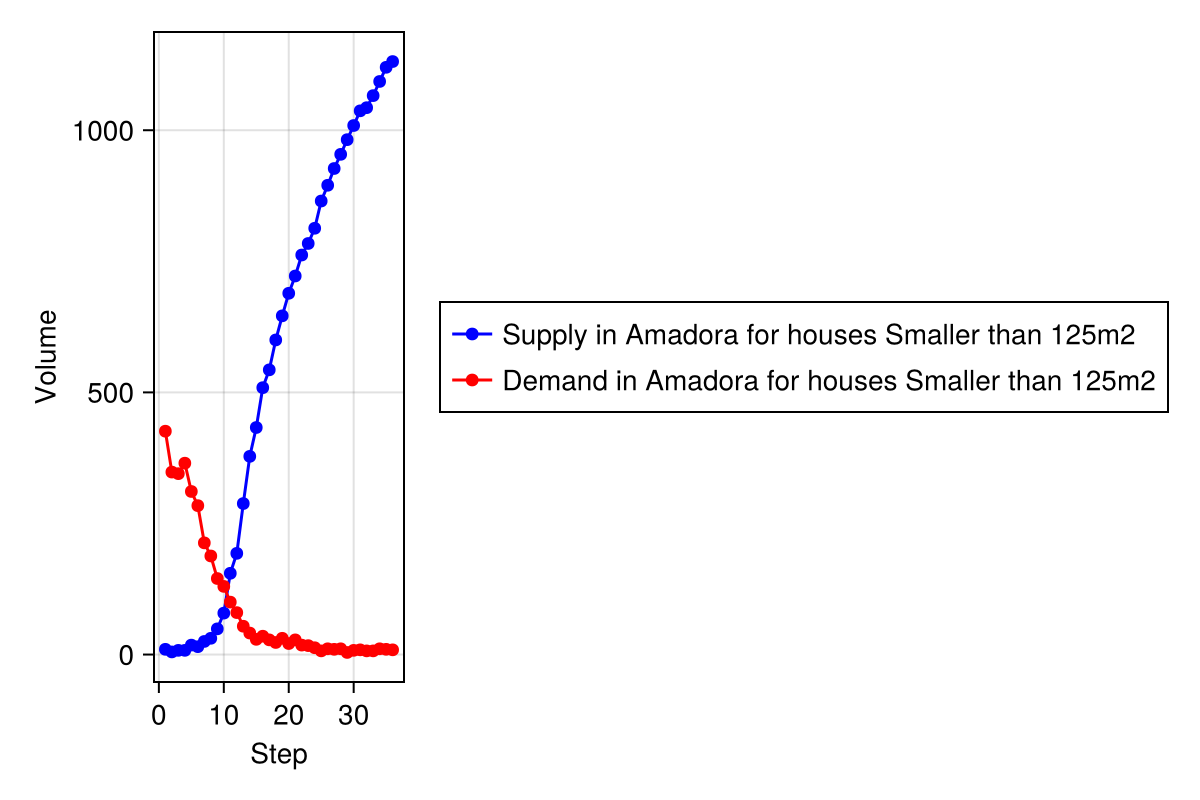 Volume
1000
500
0
0 10 20 30
Step
Supply in Amadora for houses Smaller than 125m2
Demand in Amadora for houses Smaller than 125m2